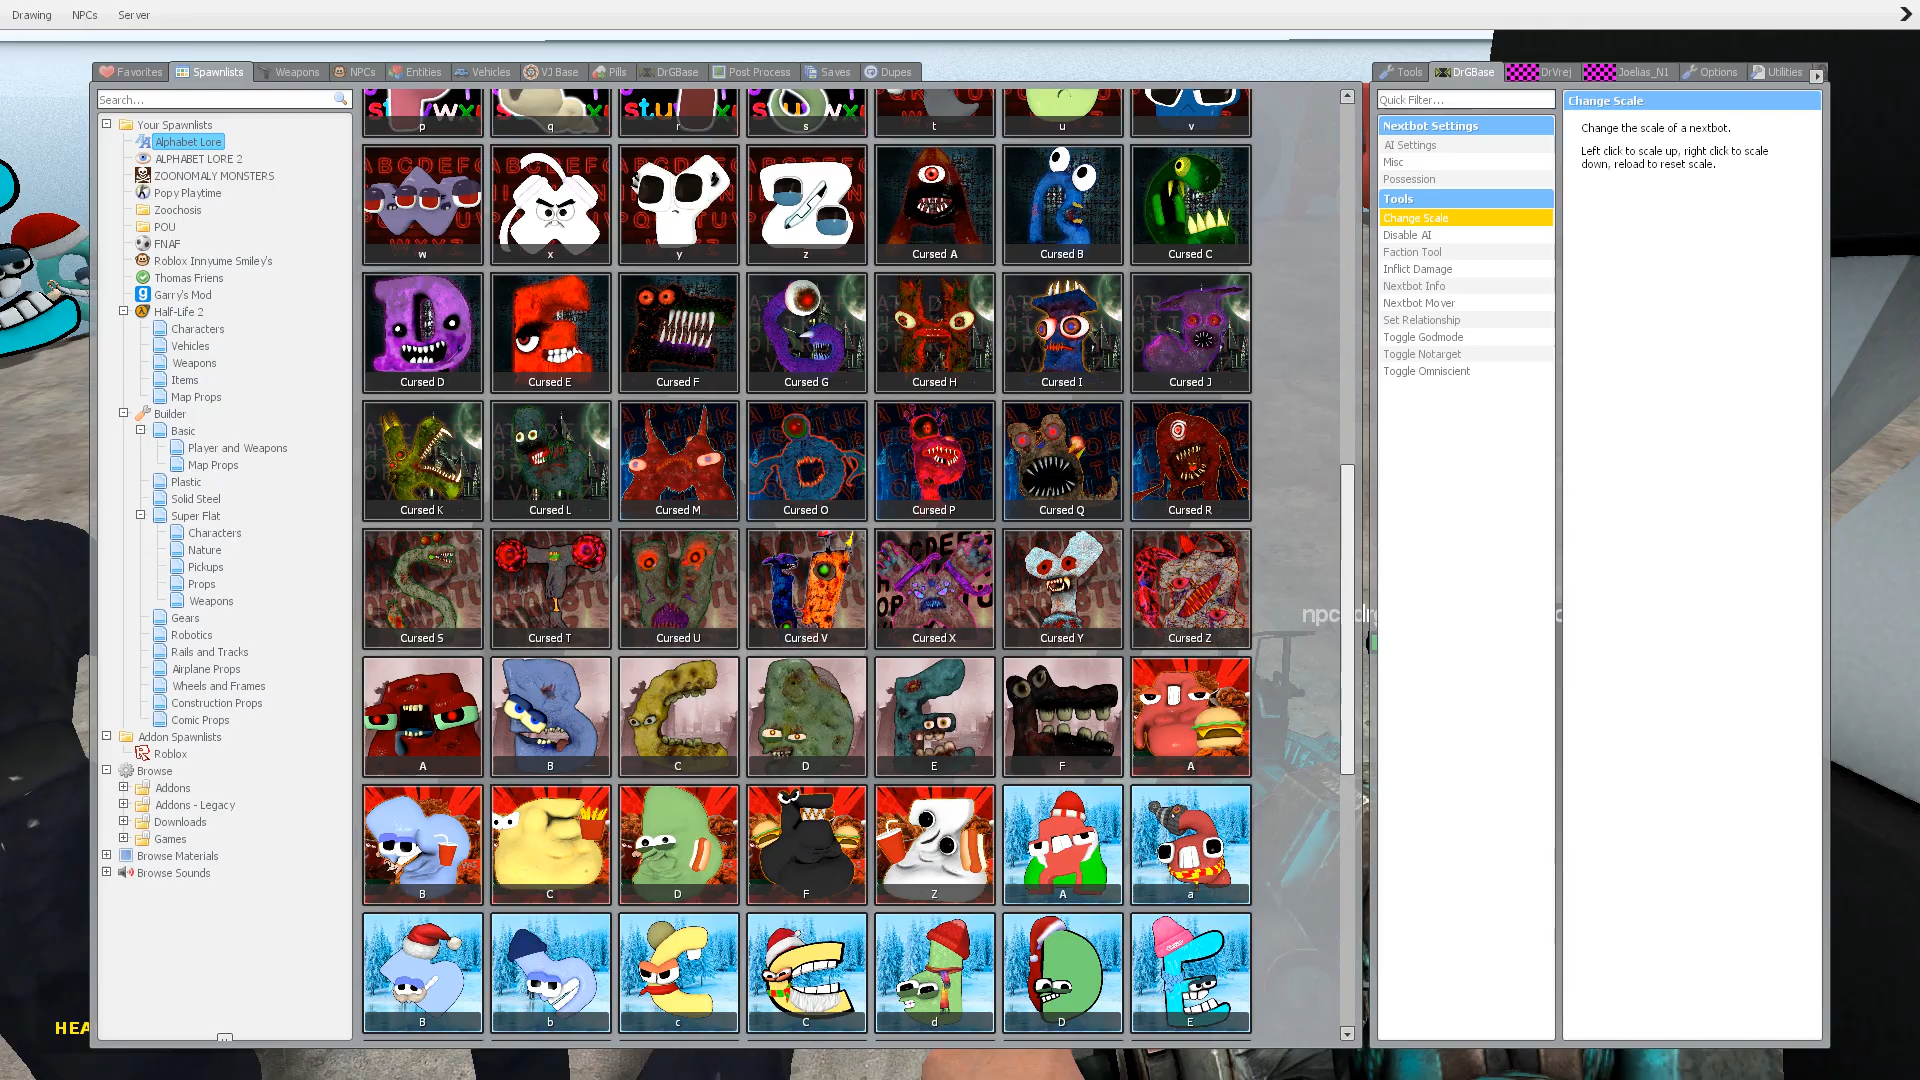 Drawing NPCs Server
Favorites Spawnlists Weapons NPCs Entities Vehicles VJ Base Pills DrGBase Post Process Saves Dupes
Tools DrGBase DrVrej Joelias_N1 Options Utilities
Search...
Your Spawnlists
Alphabet Lore
ALPHABET LORE 2
ZOONOMALY MONSTERS
Popy Playtime
Zoochosis
POU
FNAF
Roblox Innyume Smiley's
Thomas Friens
Garry's Mod
Half-Life 2
Characters
Vehicles
Weapons
Items
Map Props
Builder
Basic
Player and Weapons
Map Props
Plastic
Solid Steel
Super Flat
Characters
Nature
Pickups
Props
Weapons
Gears
Robotics
Rails and Tracks
Airplane Props
Wheels and Frames
Construction Props
Comic Props
Addon Spawnlists
Roblox
Browse
Addons
Addons - Legacy
Downloads
Games
Browse Materials
Browse Sounds
HEA
p q r s t u v
w x y z Cursed A Cursed B Cursed C
Cursed D Cursed E Cursed F Cursed G Cursed H Cursed I Cursed J
Cursed K Cursed L Cursed M Cursed O Cursed P Cursed Q Cursed R
Cursed S Cursed T Cursed U Cursed V Cursed X Cursed Y Cursed Z
A B C D E F A
B C D F Z A a
B b c C d D E
Quick Filter...
Nextbot Settings
AI Settings
Misc
Possession
Tools
Change Scale
Disable AI
Faction Tool
Inflict Damage
Nextbot Info
Nextbot Mover
Set Relationship
Toggle Godmode
Toggle Notarget
Toggle Omniscient
Change Scale
Change the scale of a nextbot.
Left click to scale up, right click to scale
down, reload to reset scale.